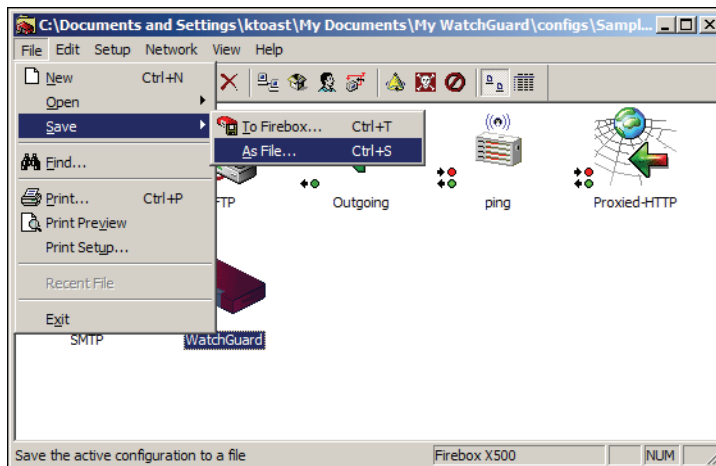 C:\Documents and Settings\ktoast\My Documents\My WatchGuard\configs\Sampl...
File Edit Setup Network View Help
New Ctrl+N
Open
Save
To Firebox... Ctrl+T
As File... Ctrl+S
Find...
Print... Ctrl+P
Print Preview
Print Setup...
Recent File
Exit
FTP
Outgoing
ping
Proxied-HTTP
SMTP
WatchGuard
Save the active configuration to a file
Firebox X500
NUM